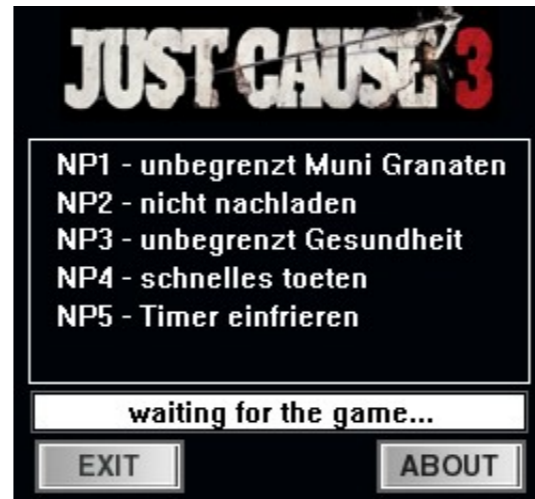 JUST CAUSE 3
NP1 - unbegrenzt Muni Granaten
NP2 - nicht nachladen
NP3 - unbegrenzt Gesundheit
NP4 - schnelles toeten
NP5 - Timer einfrieren
waiting for the game...
EXIT ABOUT